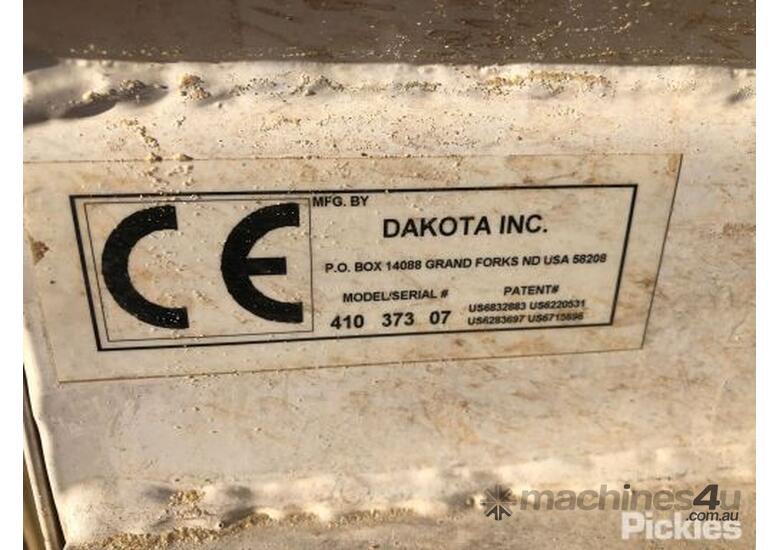 CE
MFG. BY
DAKOTA INC.
P.O. BOX 14088 GRAND FORKS ND USA 58208
MODEL/SERIAL # PATENT#
US6832883 US6220531
410 373 07 US6283697 US6715696
machines4u
.com.au
Pickles